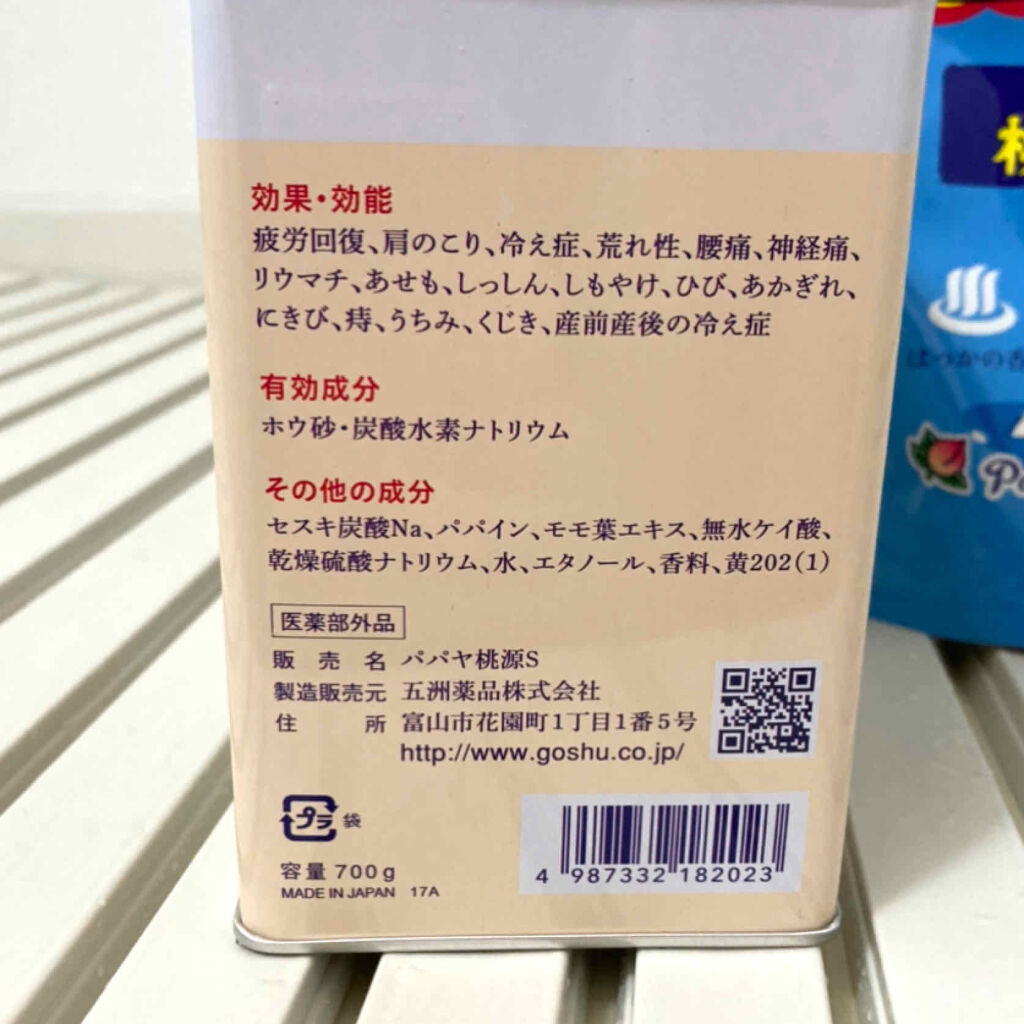 効果・効能
疲労回復、肩のこり、冷え症、荒れ性、腰痛、神経痛、
リウマチ、あせも、しっしん、しもやけ、ひび、あかぎれ、
にきび、痔、うちみ、くじき、産前産後の冷え症
有効成分
ホウ砂・炭酸水素ナトリウム
その他の成分
セスキ炭酸Na、パパイン、モモ葉エキス、無水ケイ酸、
乾燥硫酸ナトリウム、水、エタノール、香料、黄202(1)
医薬部外品
販売名 パパヤ桃源S
製造販売元 五洲薬品株式会社
住所 富山市花園町1丁目1番5号
http://www.goshu.co.jp/
プラ 袋
容量 700g
MADE IN JAPAN 17A
4 987332 182023
はっかの香